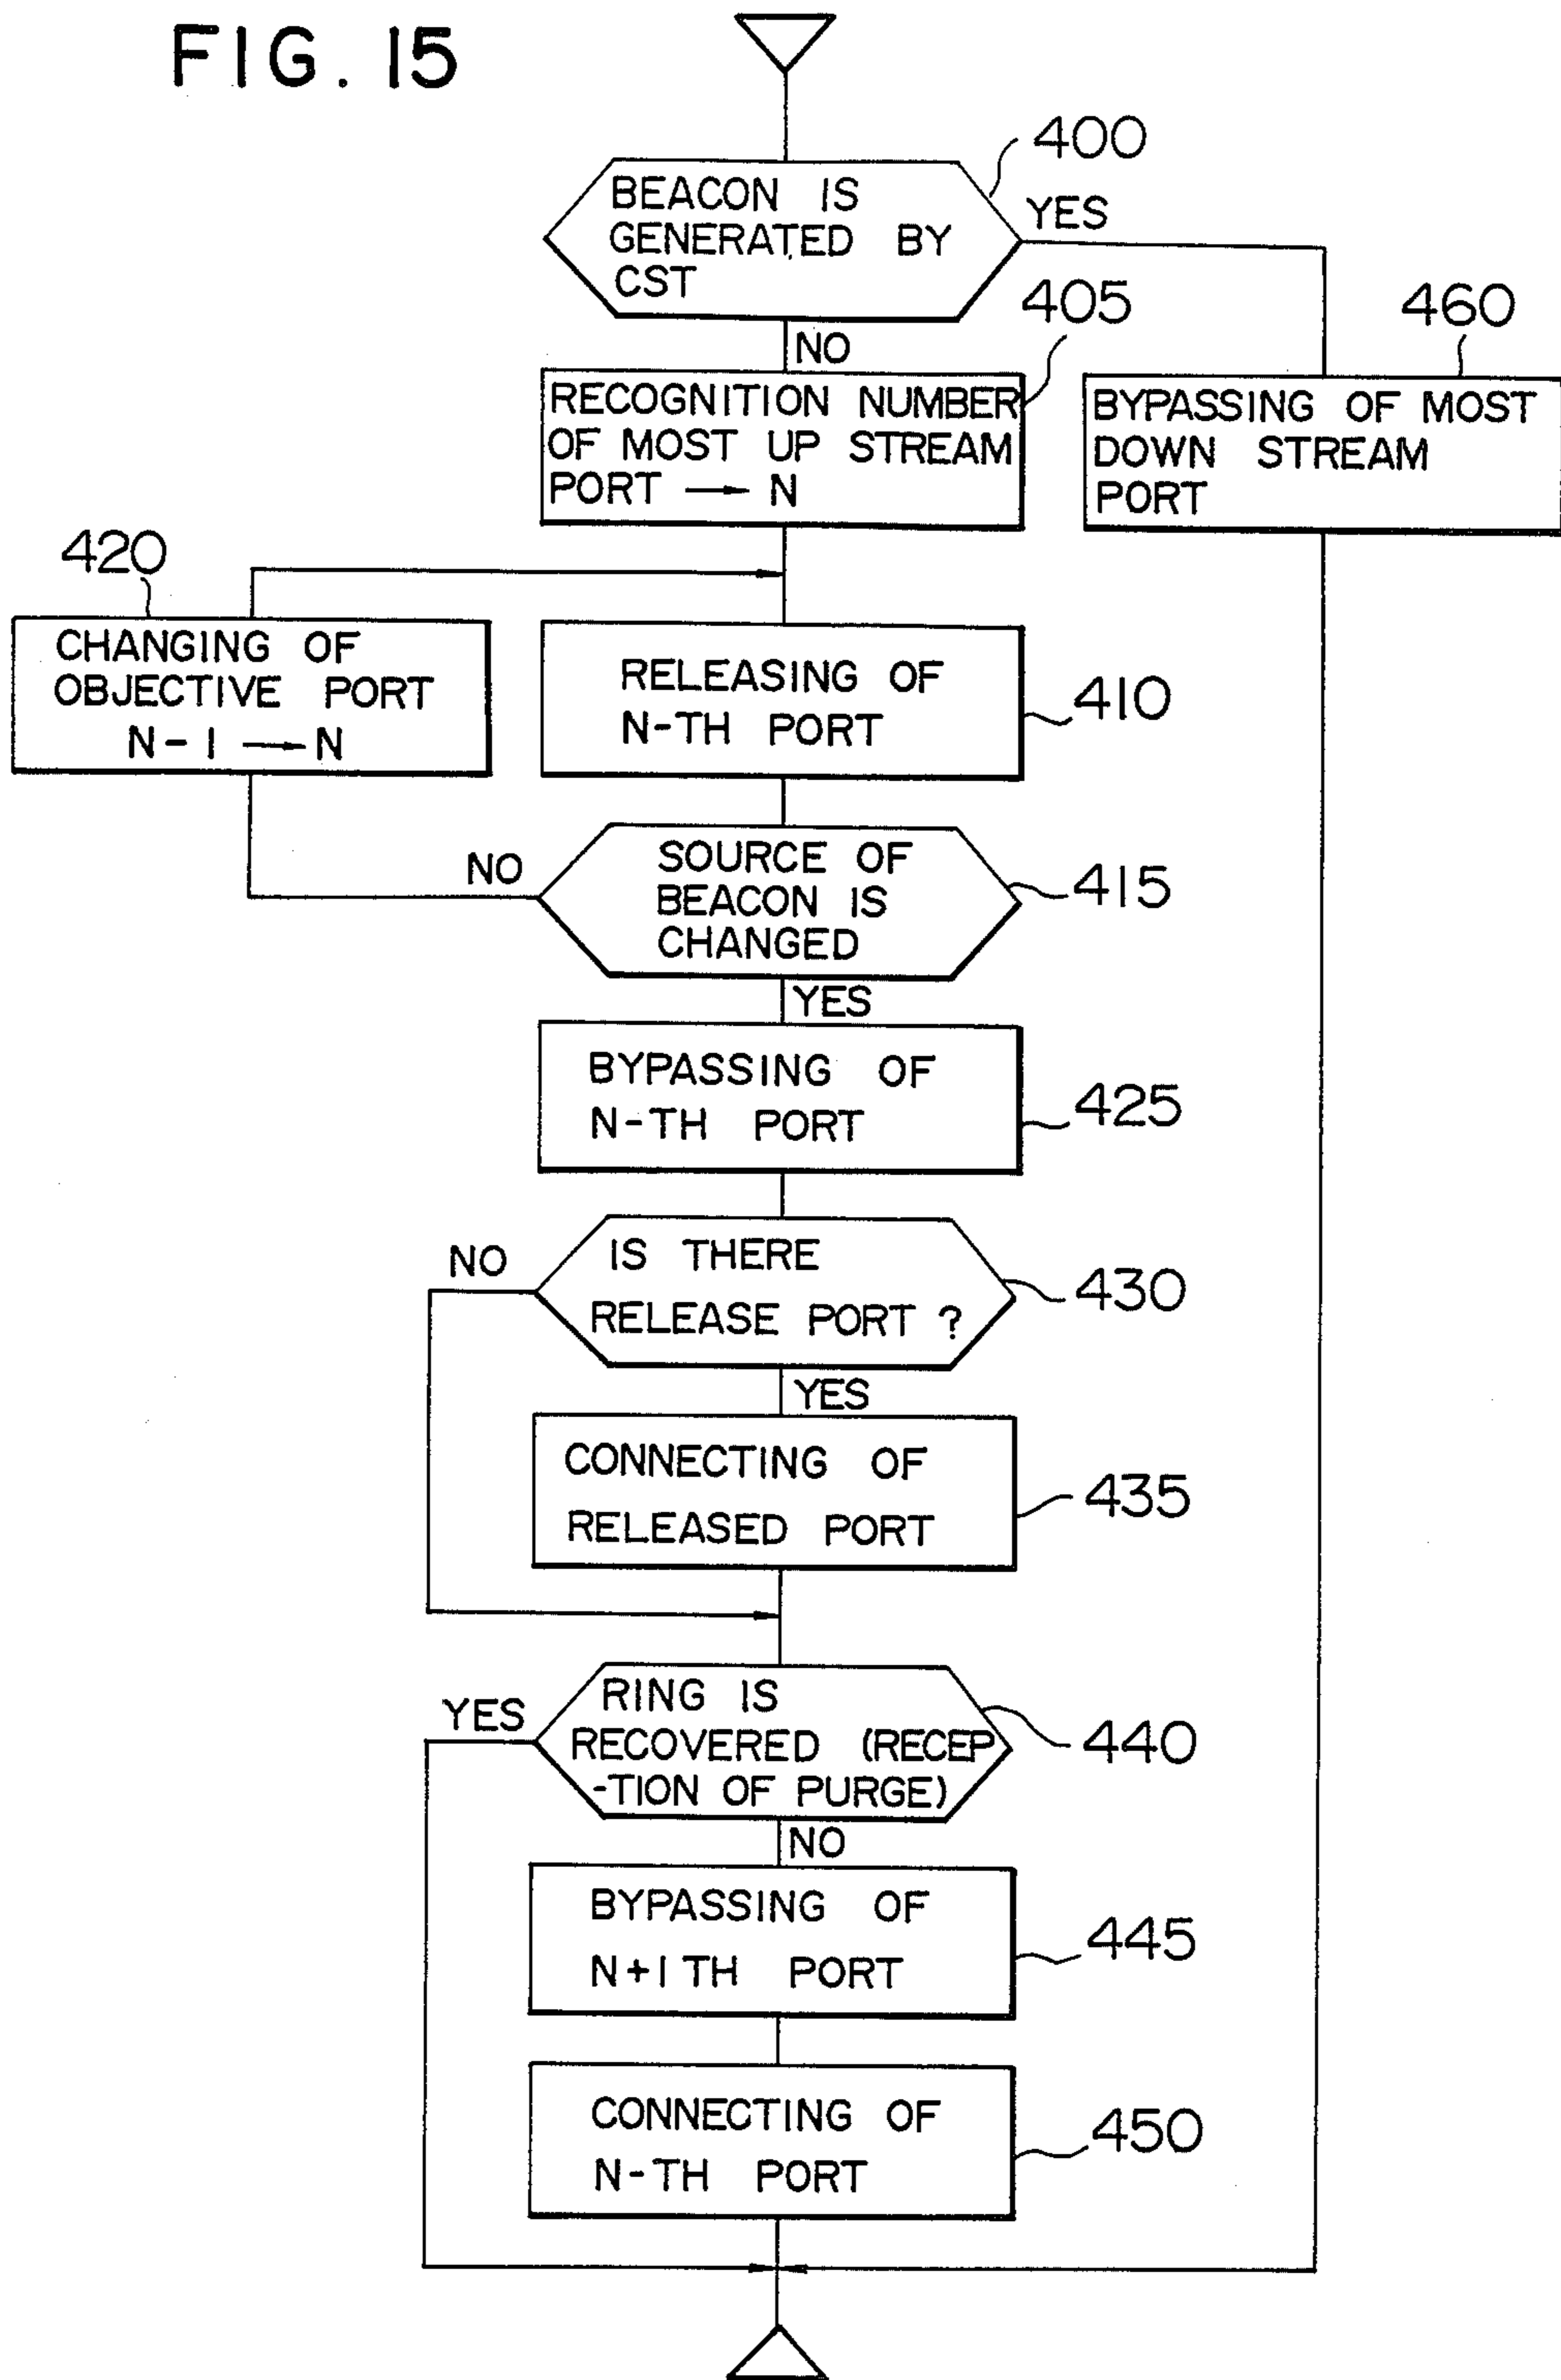 FIG. 15
400
BEACON IS
GENERATED BY
CST
YES
NO
405
460
RECOGNITION NUMBER
OF MOST UP STREAM
PORT → N
BYPASSING OF MOST
DOWN STREAM
PORT
420
CHANGING OF
OBJECTIVE PORT
N-1 → N
RELEASING OF
N-TH PORT
410
SOURCE OF
BEACON IS
CHANGED
NO
415
YES
BYPASSING OF
N-TH PORT
425
IS THERE
RELEASE PORT ?
NO
430
YES
CONNECTING OF
RELEASED PORT
435
RING IS
RECOVERED (RECEP
-TION OF PURGE)
YES
440
NO
BYPASSING OF
N+1 TH PORT
445
CONNECTING OF
N-TH PORT
450